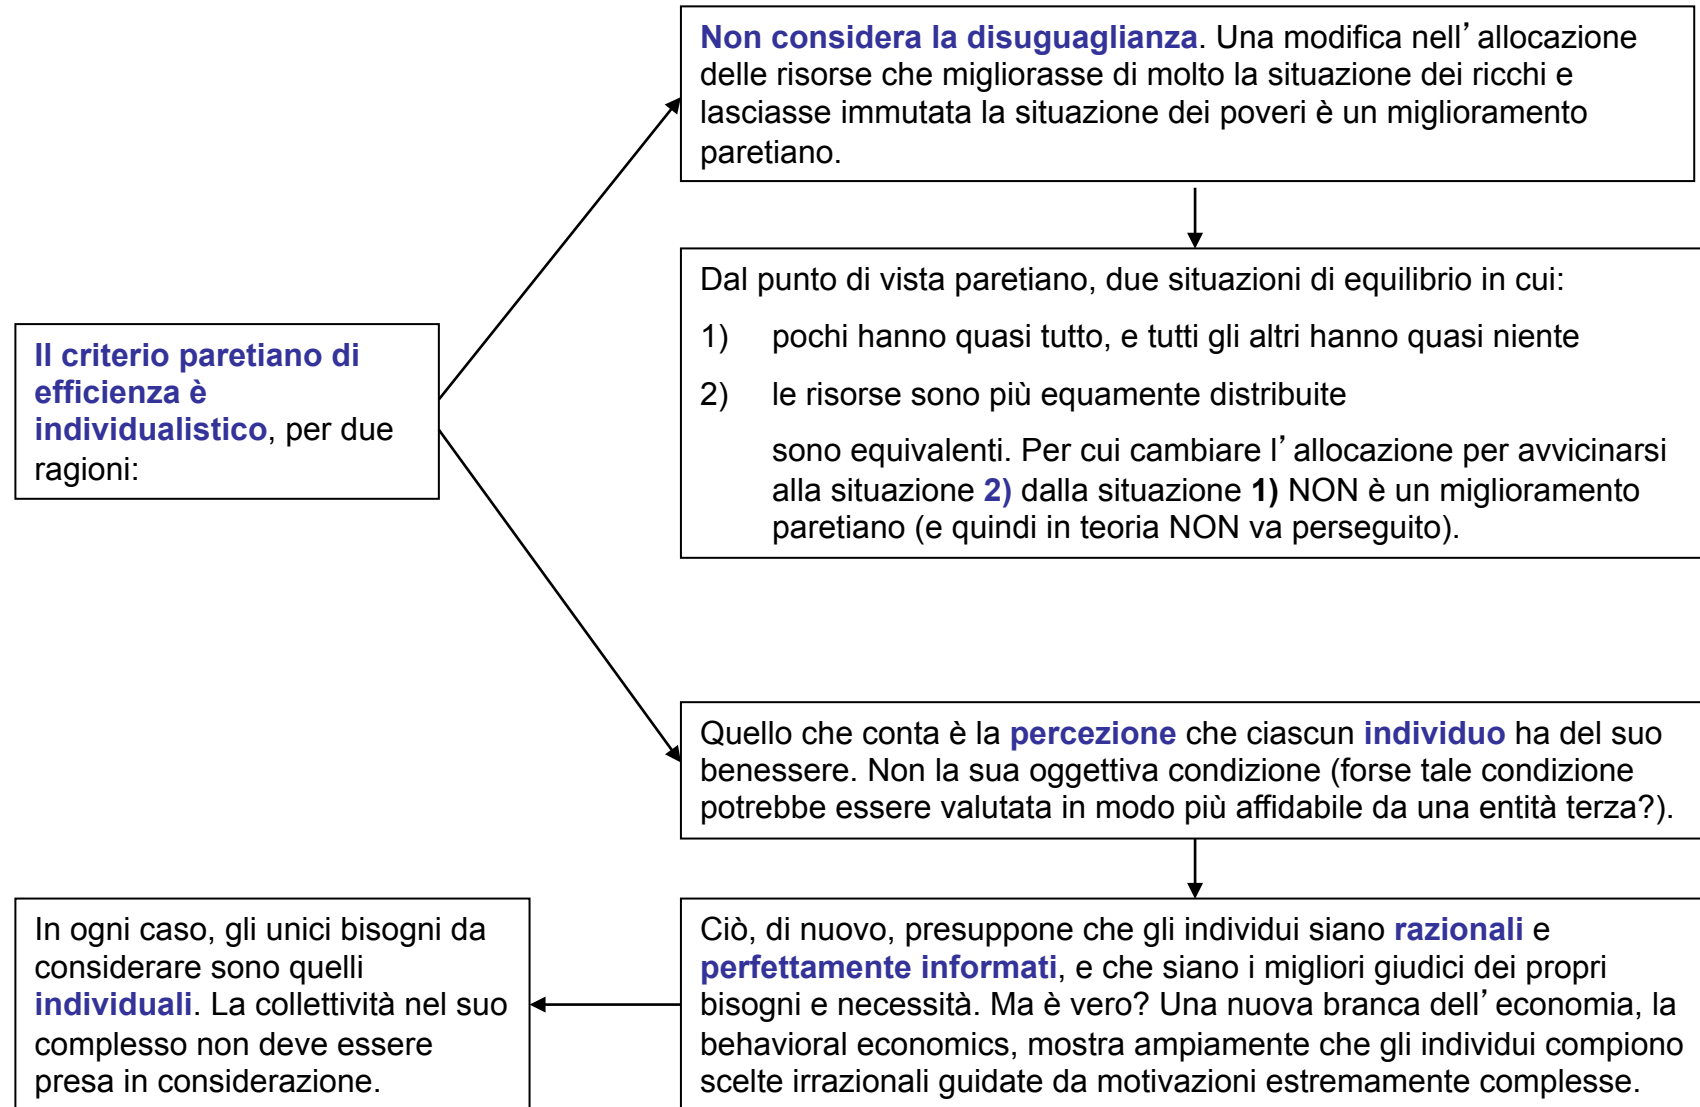 Non considera la disuguaglianza. Una modifica nell’allocazione
delle risorse che migliorasse di molto la situazione dei ricchi e
lasciasse immutata la situazione dei poveri è un miglioramento
paretiano.
Dal punto di vista paretiano, due situazioni di equilibrio in cui:
1) pochi hanno quasi tutto, e tutti gli altri hanno quasi niente
2) le risorse sono più equamente distribuite
sono equivalenti. Per cui cambiare l’allocazione per avvicinarsi
alla situazione 2) dalla situazione 1) NON è un miglioramento
paretiano (e quindi in teoria NON va perseguito).
Il criterio paretiano di
efficienza è
individualistico, per due
ragioni:
Quello che conta è la percezione che ciascun individuo ha del suo
benessere. Non la sua oggettiva condizione (forse tale condizione
potrebbe essere valutata in modo più affidabile da una entità terza?).
Ciò, di nuovo, presuppone che gli individui siano razionali e
perfettamente informati, e che siano i migliori giudici dei propri
bisogni e necessità. Ma è vero? Una nuova branca dell’economia, la
behavioral economics, mostra ampiamente che gli individui compiono
scelte irrazionali guidate da motivazioni estremamente complesse.
In ogni caso, gli unici bisogni da
considerare sono quelli
individuali. La collettività nel suo
complesso non deve essere
presa in considerazione.